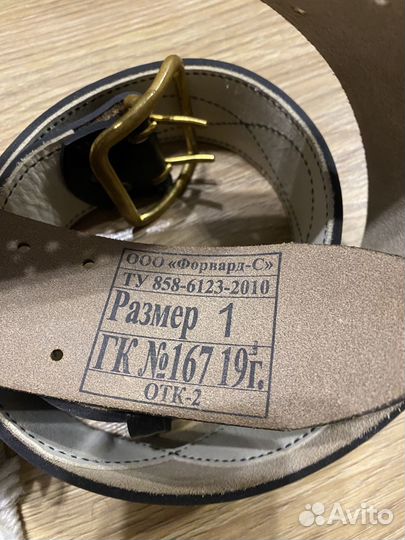 ООО «Форвард-С»
ТУ 858-6123-2010
Размер 1
ГК №167 19г.
ОТК-2
Avito